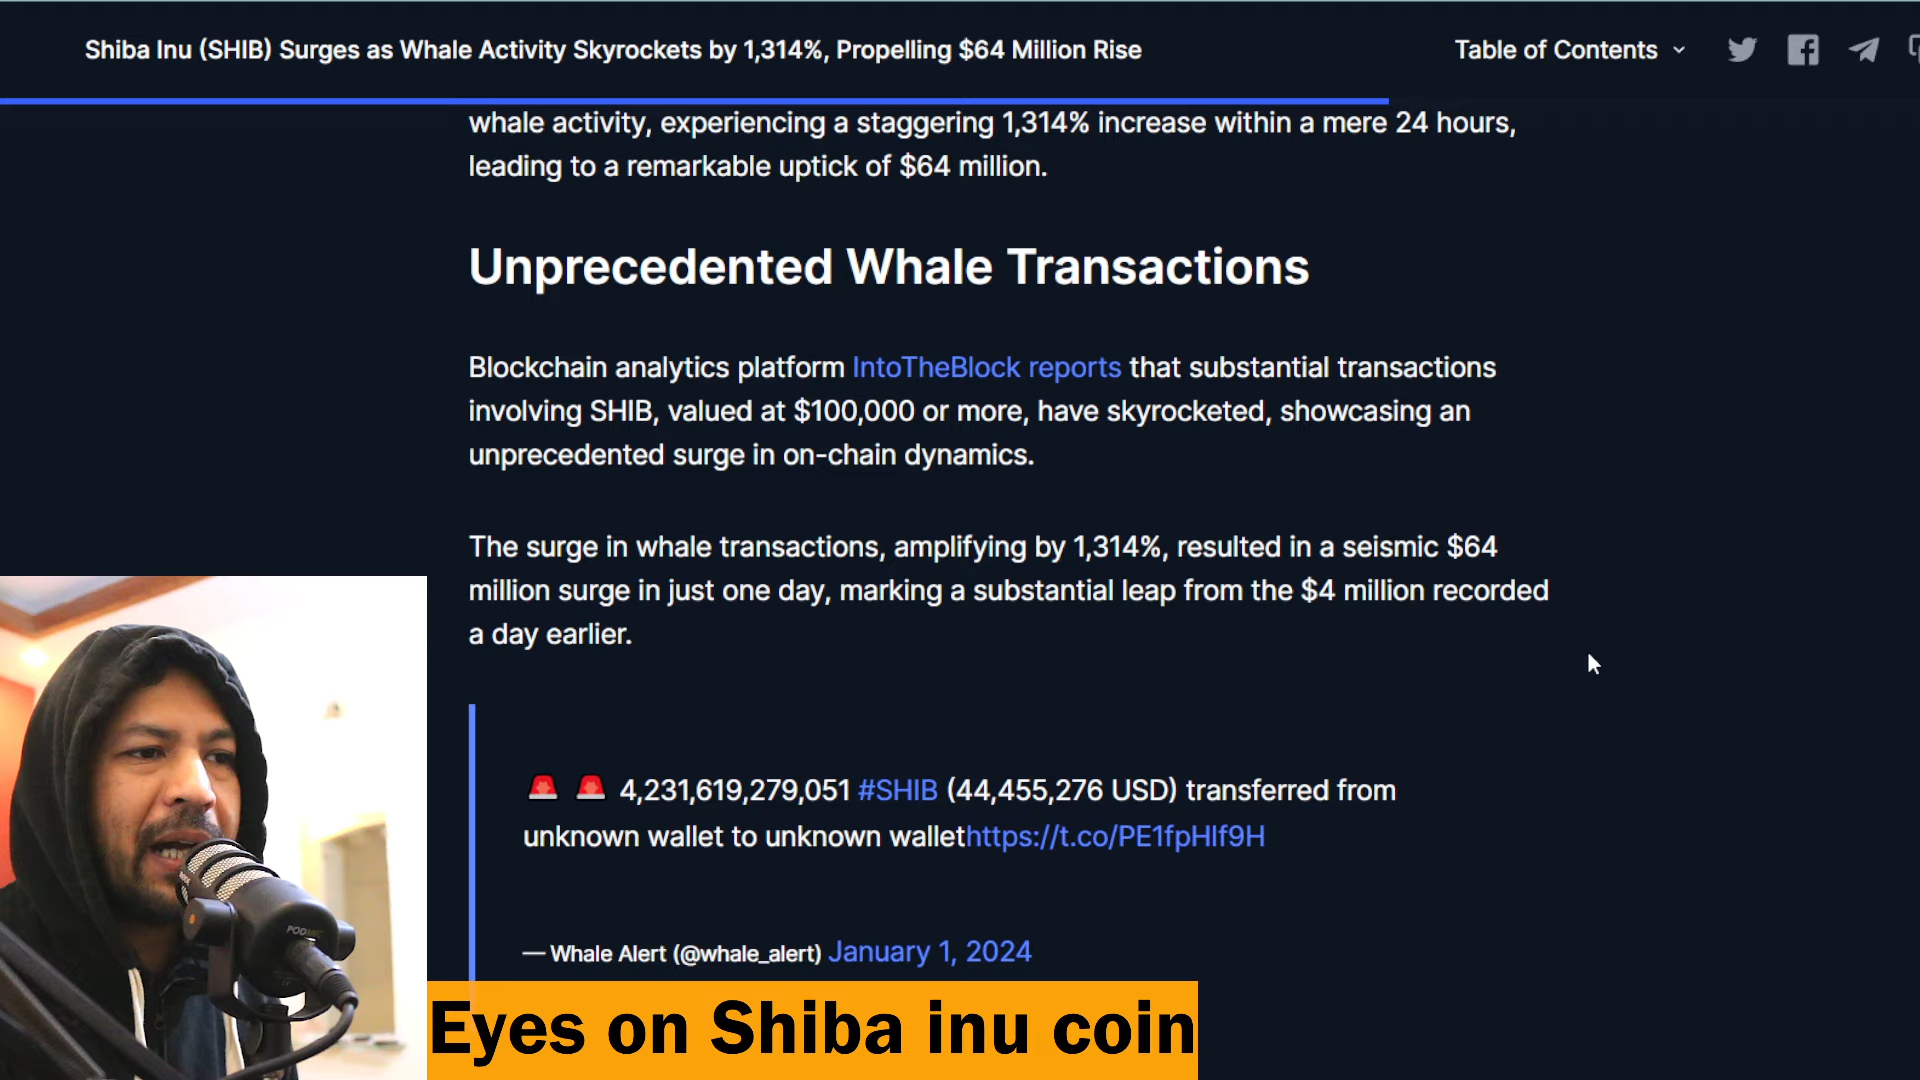 Shiba Inu (SHIB) Surges as Whale Activity Skyrockets by 1,314%, Propelling $64 Million Rise
Table of Contents
whale activity, experiencing a staggering 1,314% increase within a mere 24 hours,
leading to a remarkable uptick of $64 million.
Unprecedented Whale Transactions
Blockchain analytics platform IntoTheBlock reports that substantial transactions
involving SHIB, valued at $100,000 or more, have skyrocketed, showcasing an
unprecedented surge in on-chain dynamics.
The surge in whale transactions, amplifying by 1,314%, resulted in a seismic $64
million surge in just one day, marking a substantial leap from the $4 million recorded
a day earlier.
🚨 🚨 4,231,619,279,051 #SHIB (44,455,276 USD) transferred from
unknown wallet to unknown wallethttps://t.co/PE1fpHlf9H
— Whale Alert (@whale_alert) January 1, 2024
Eyes on Shiba inu coin